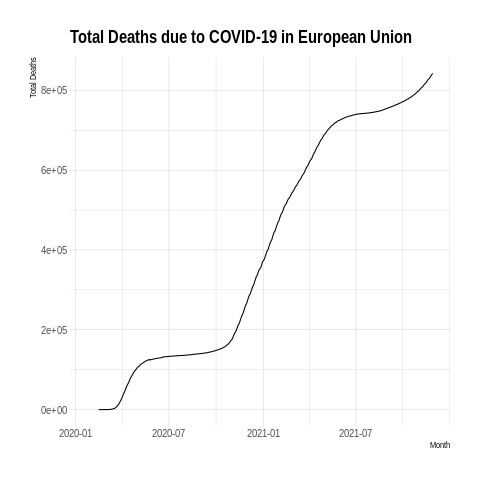 Total Deaths due to COVID-19 in European Union
Total Deaths
8e+05
6e+05
4e+05
2e+05
0e+00
2020-01 2020-07 2021-01 2021-07
Month